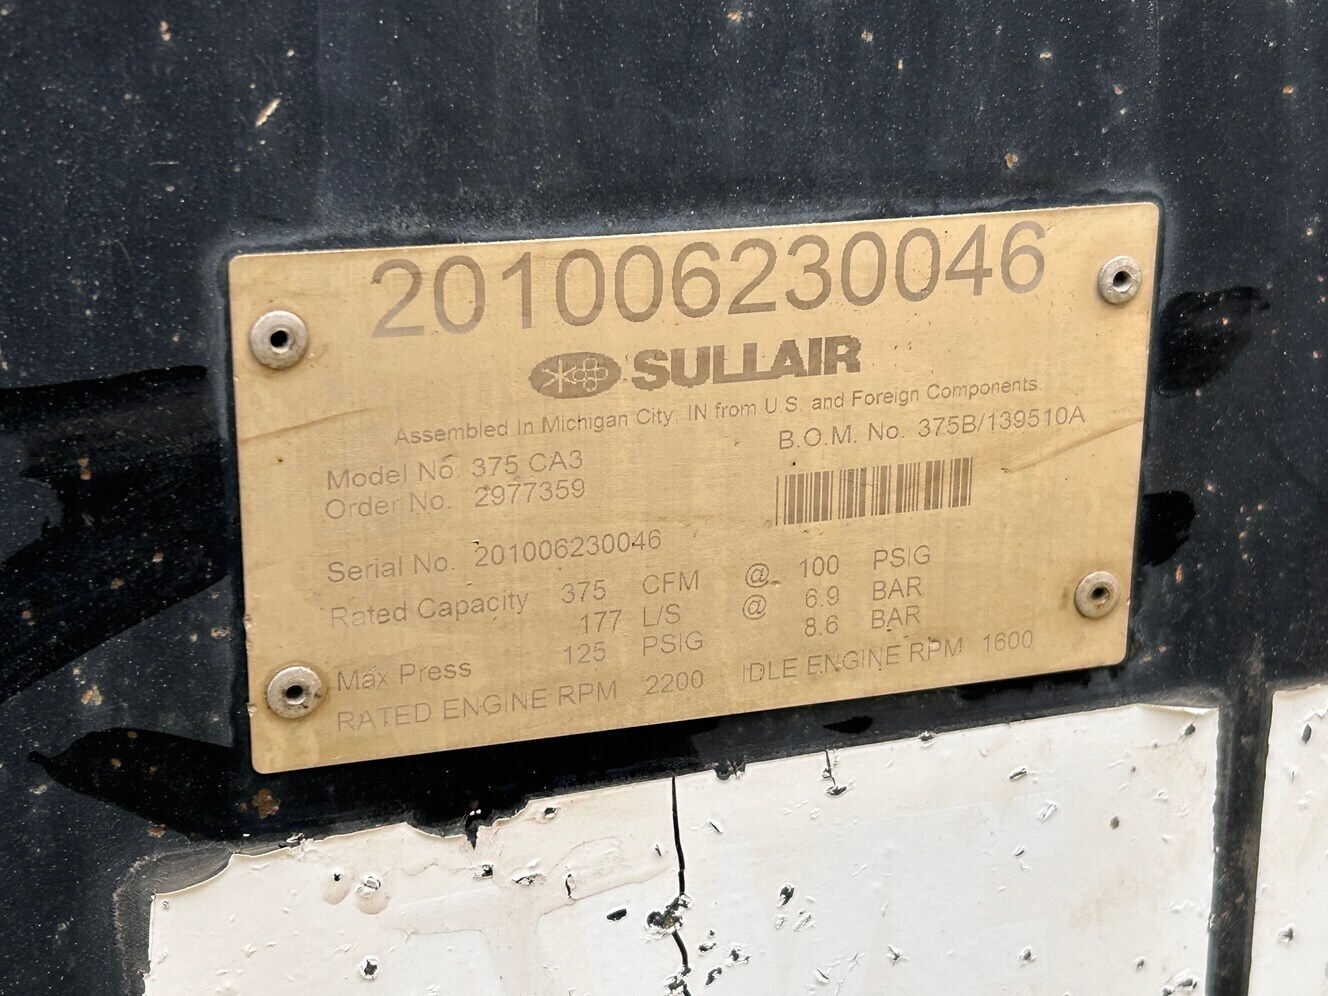 201006230046
SULLAIR
Assembled In Michigan City, IN from U.S. and Foreign Components.
Model No. 375 CA3 B.O.M. No. 375B/139510A
Order No. 2977359
Serial No. 201006230046
Rated Capacity 375 CFM @ 100 PSIG
177 L/S @ 6.9 BAR
Max Press 125 PSIG 8.6 BAR
RATED ENGINE RPM 2200 IDLE ENGINE RPM 1600